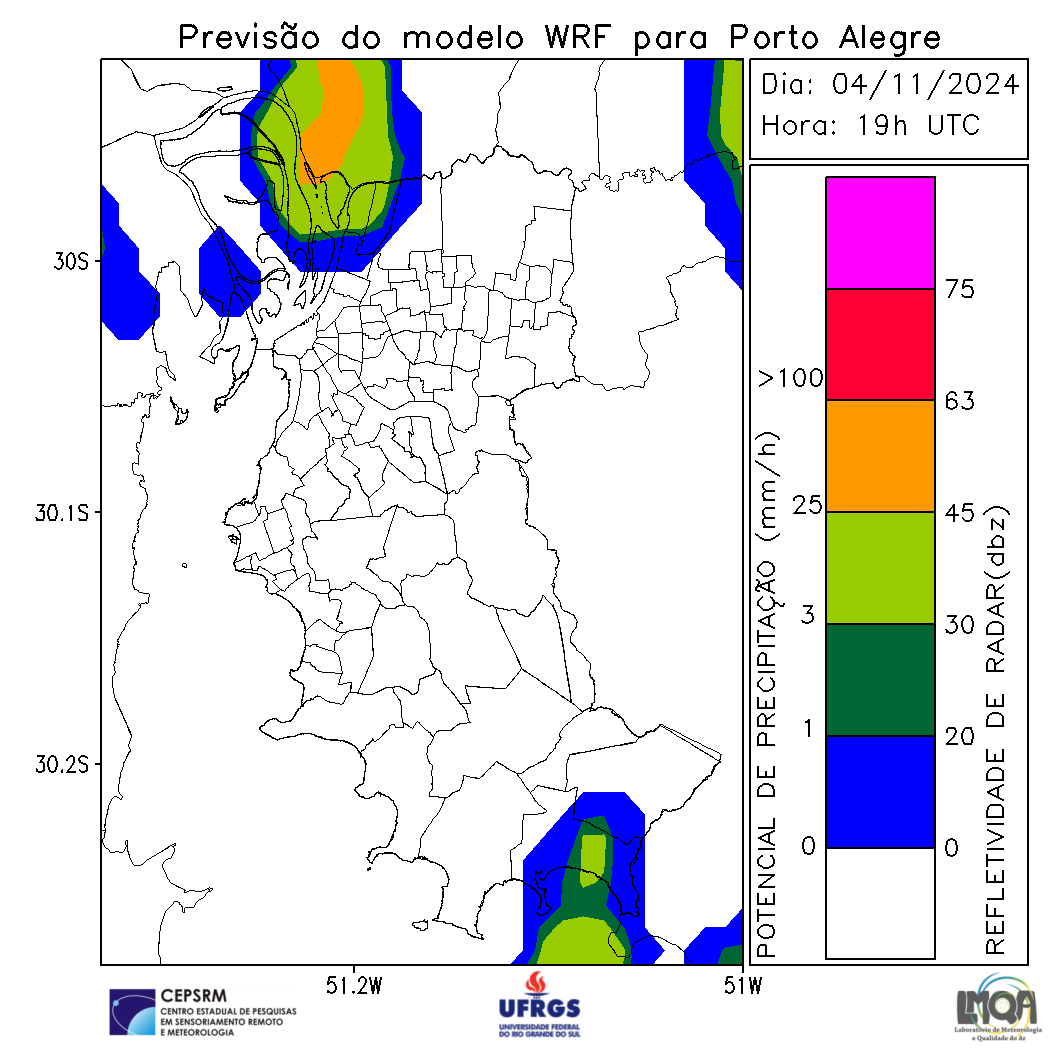 Previsão do modelo WRF para Porto Alegre
Dia: 04/11/2024
Hora: 19h UTC
30S
30.1S
30.2S
51.2W
51W
POTENCIAL DE PRECIPITAÇÃO (mm/h)
>100
25
3
1
0
75
63
45
30
20
0
REFLETIVIDADE DE RADAR(dbz)
CEPSRM
CENTRO ESTADUAL DE PESQUISAS
EM SENSORIAMENTO REMOTO
E METEOROLOGIA
UFRGS
UNIVERSIDADE FEDERAL
DO RIO GRANDE DO SUL
LMQA
Laboratório de Meteorologia
e Qualidade do Ar